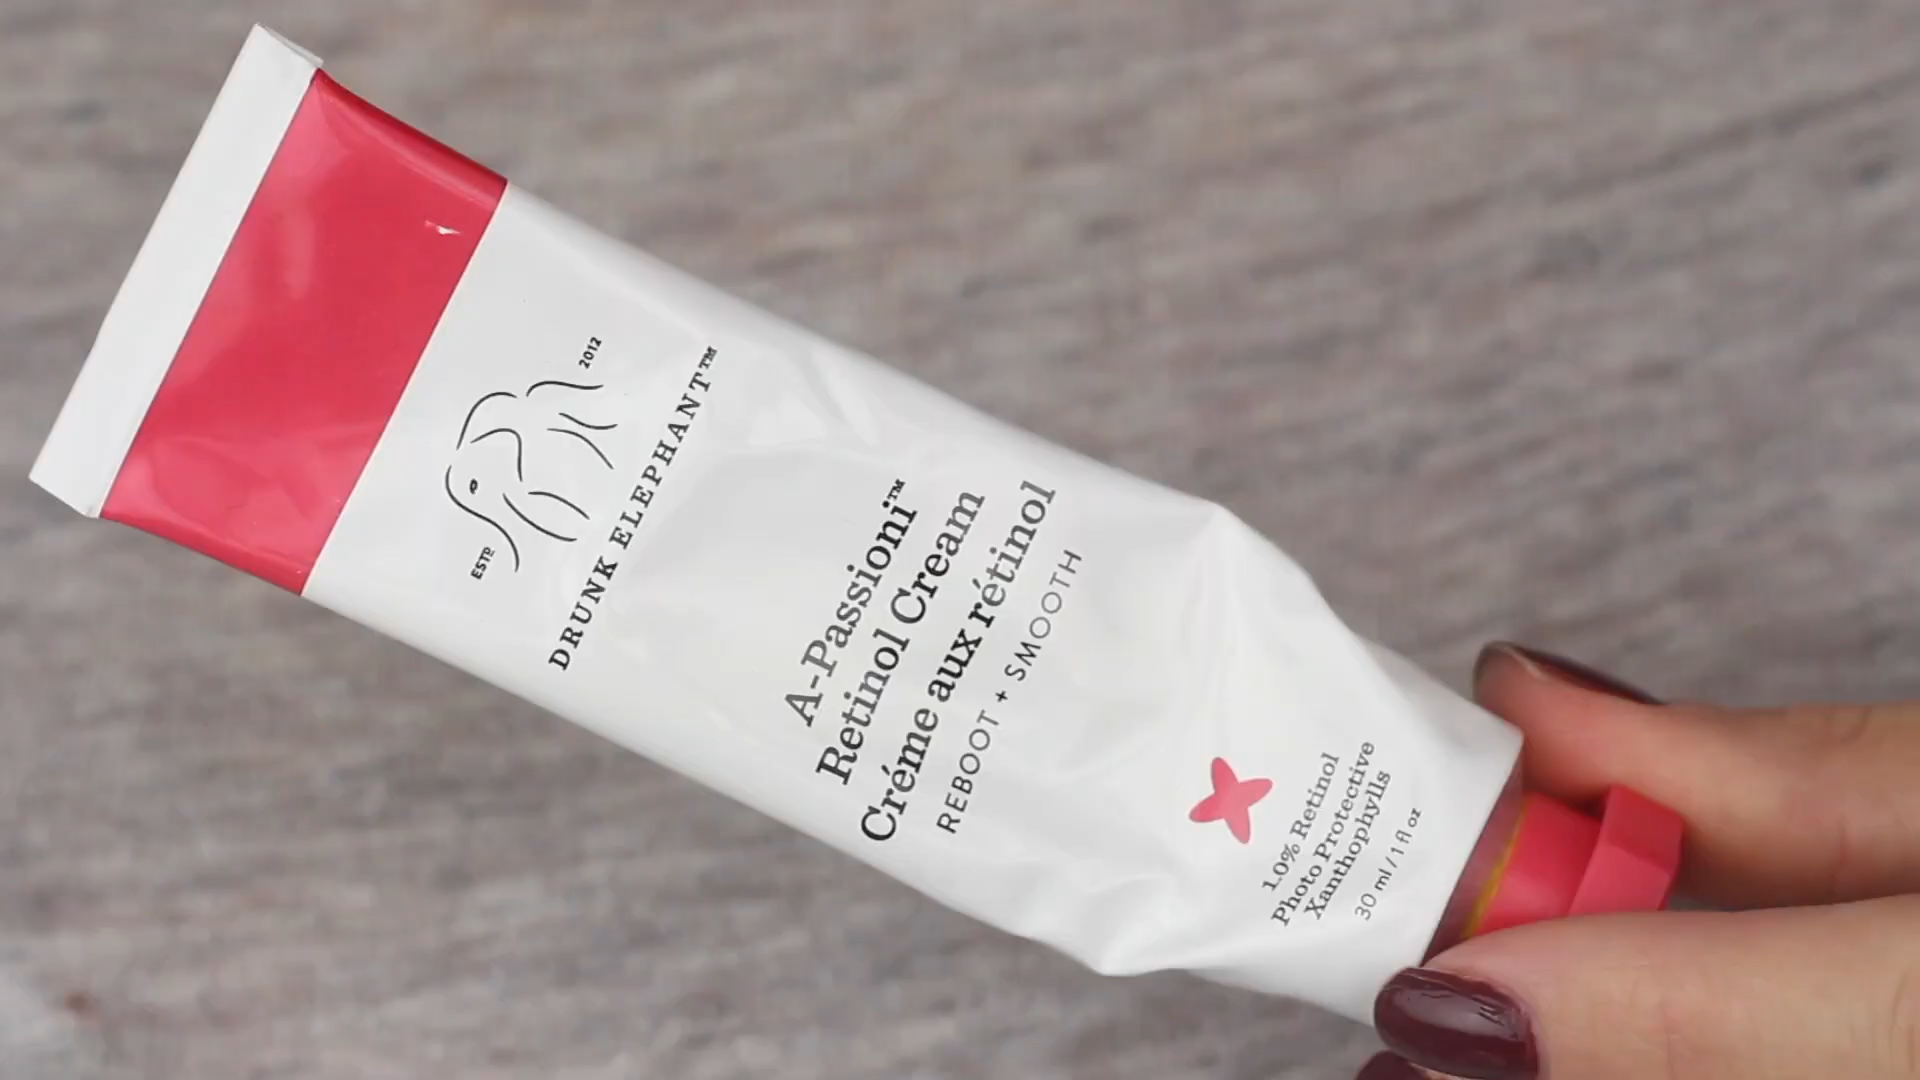 ESTD. 2012
DRUNK ELEPHANT™
A-Passioni™
Retinol Cream
Créme aux rétinol
REBOOT + SMOOTH
1.0% Retinol
Photo Protective
Xanthophylls
30 ml / 1 fl oz